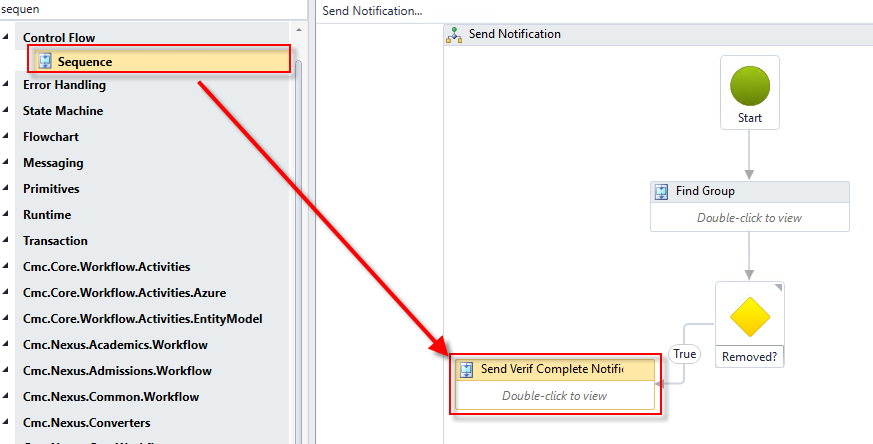 sequen
Control Flow
Sequence
Error Handling
State Machine
Flowchart
Messaging
Primitives
Runtime
Transaction
Cmc.Core.Workflow.Activities
Cmc.Core.Workflow.Activities.Azure
Cmc.Core.Workflow.Activities.EntityModel
Cmc.Nexus.Academics.Workflow
Cmc.Nexus.Admissions.Workflow
Cmc.Nexus.Common.Workflow
Cmc.Nexus.Converters
Send Notification...
Send Notification
Start
Find Group
Double-click to view
Removed?
True
Send Verif Complete Notific
Double-click to view